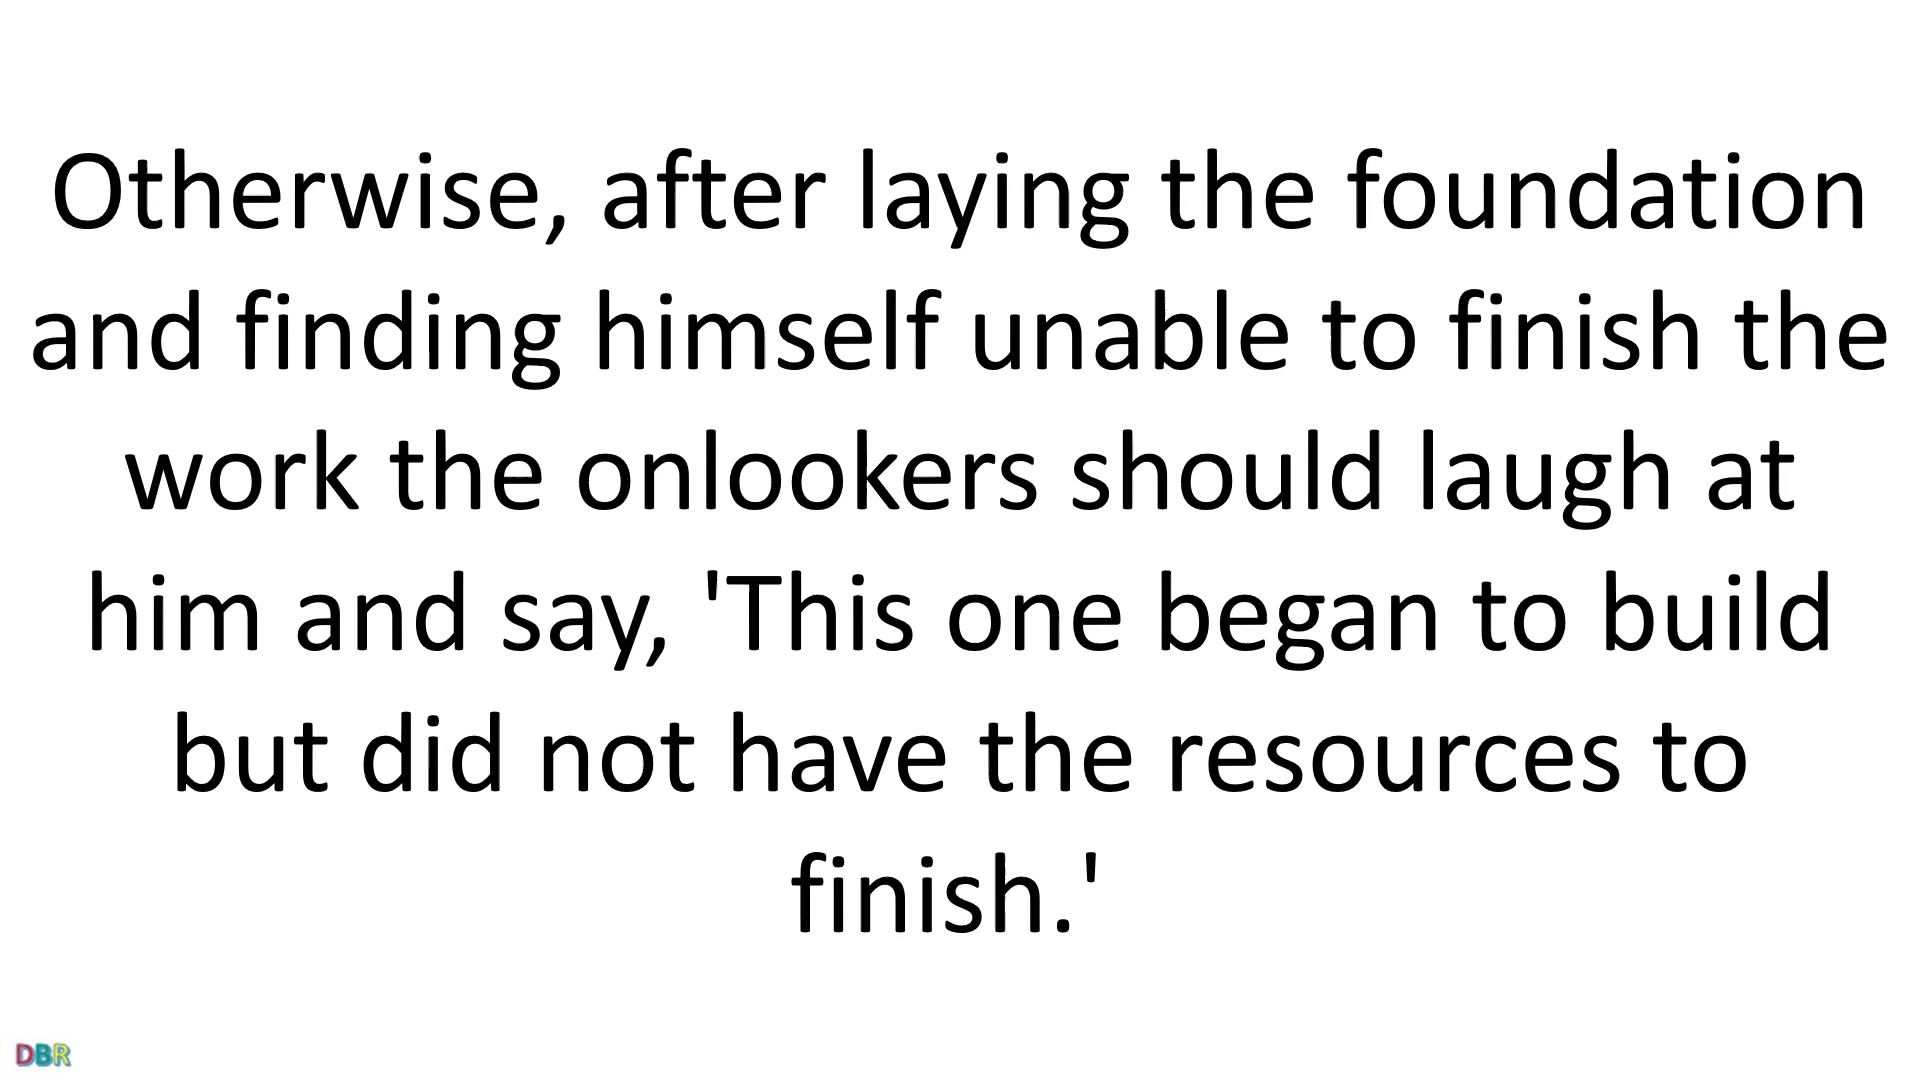 Otherwise, after laying the foundation
and finding himself unable to finish the
work the onlookers should laugh at
him and say, 'This one began to build
but did not have the resources to
finish.'
DBR